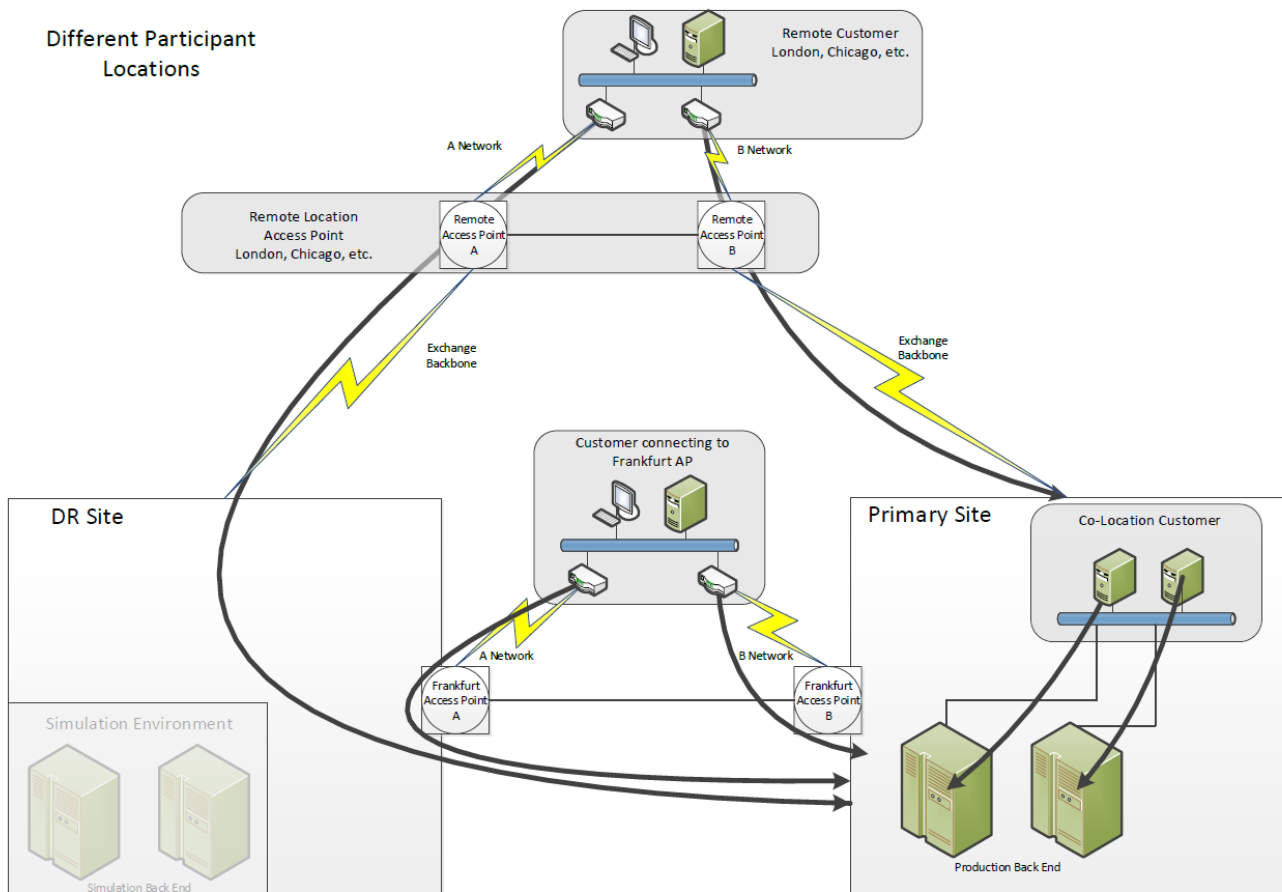 Different Participant
Locations
Remote Customer
London, Chicago, etc.
A Network
B Network
Remote Location
Access Point
London, Chicago, etc.
Remote
Access Point
A
Remote
Access Point
B
Exchange
Backbone
Exchange
Backbone
Customer connecting to
Frankfurt AP
DR Site
Primary Site
Co-Location Customer
A Network
B Network
Frankfurt
Access Point
A
Frankfurt
Access Point
B
Simulation Environment
Simulation Back End
Production Back End